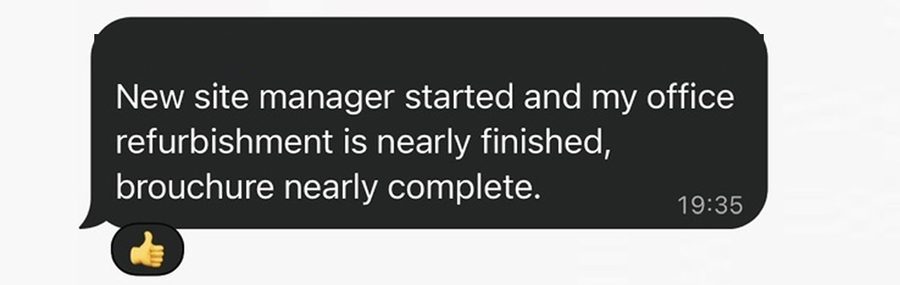 New site manager started and my office
refurbishment is nearly finished,
brouchure nearly complete.
19:35